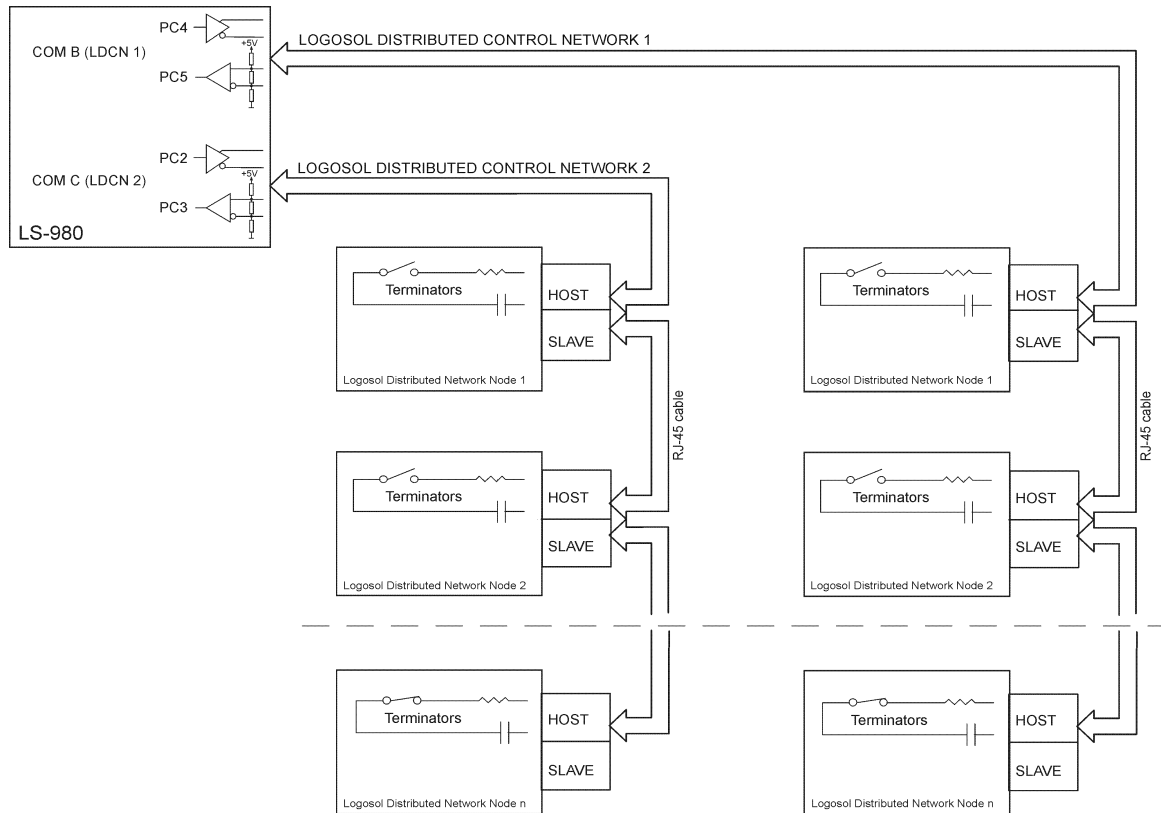 PC4
+5V
COM B (LDCN 1)
PC5
LOGOSOL DISTRIBUTED CONTROL NETWORK 1
PC2
+5V
COM C (LDCN 2)
PC3
LS-980
LOGOSOL DISTRIBUTED CONTROL NETWORK 2
Terminators
HOST
SLAVE
Logosol Distributed Network Node 1
Terminators
HOST
SLAVE
Logosol Distributed Network Node 1
RJ-45 cable
RJ-45 cable
Terminators
HOST
SLAVE
Logosol Distributed Network Node 2
Terminators
HOST
SLAVE
Logosol Distributed Network Node 2
Terminators
HOST
SLAVE
Logosol Distributed Network Node n
Terminators
HOST
SLAVE
Logosol Distributed Network Node n